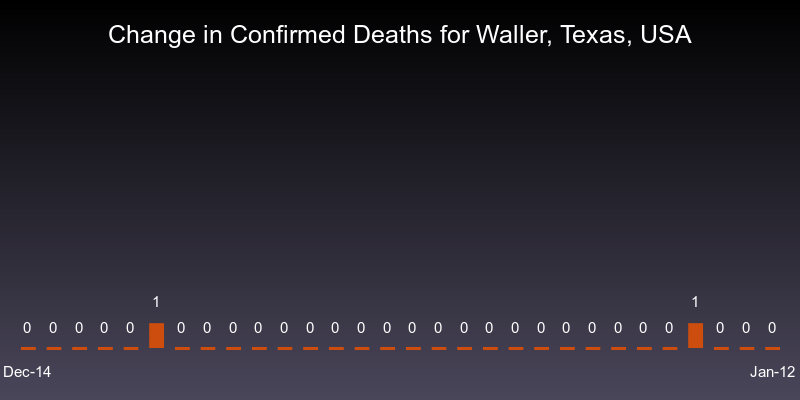 Change in Confirmed Deaths for Waller, Texas, USA
1 1
0 0 0 0 0 0 0 0 0 0 0 0 0 0 0 0 0 0 0 0 0 0 0 0 0 0 0 0
Dec-14 Jan-12